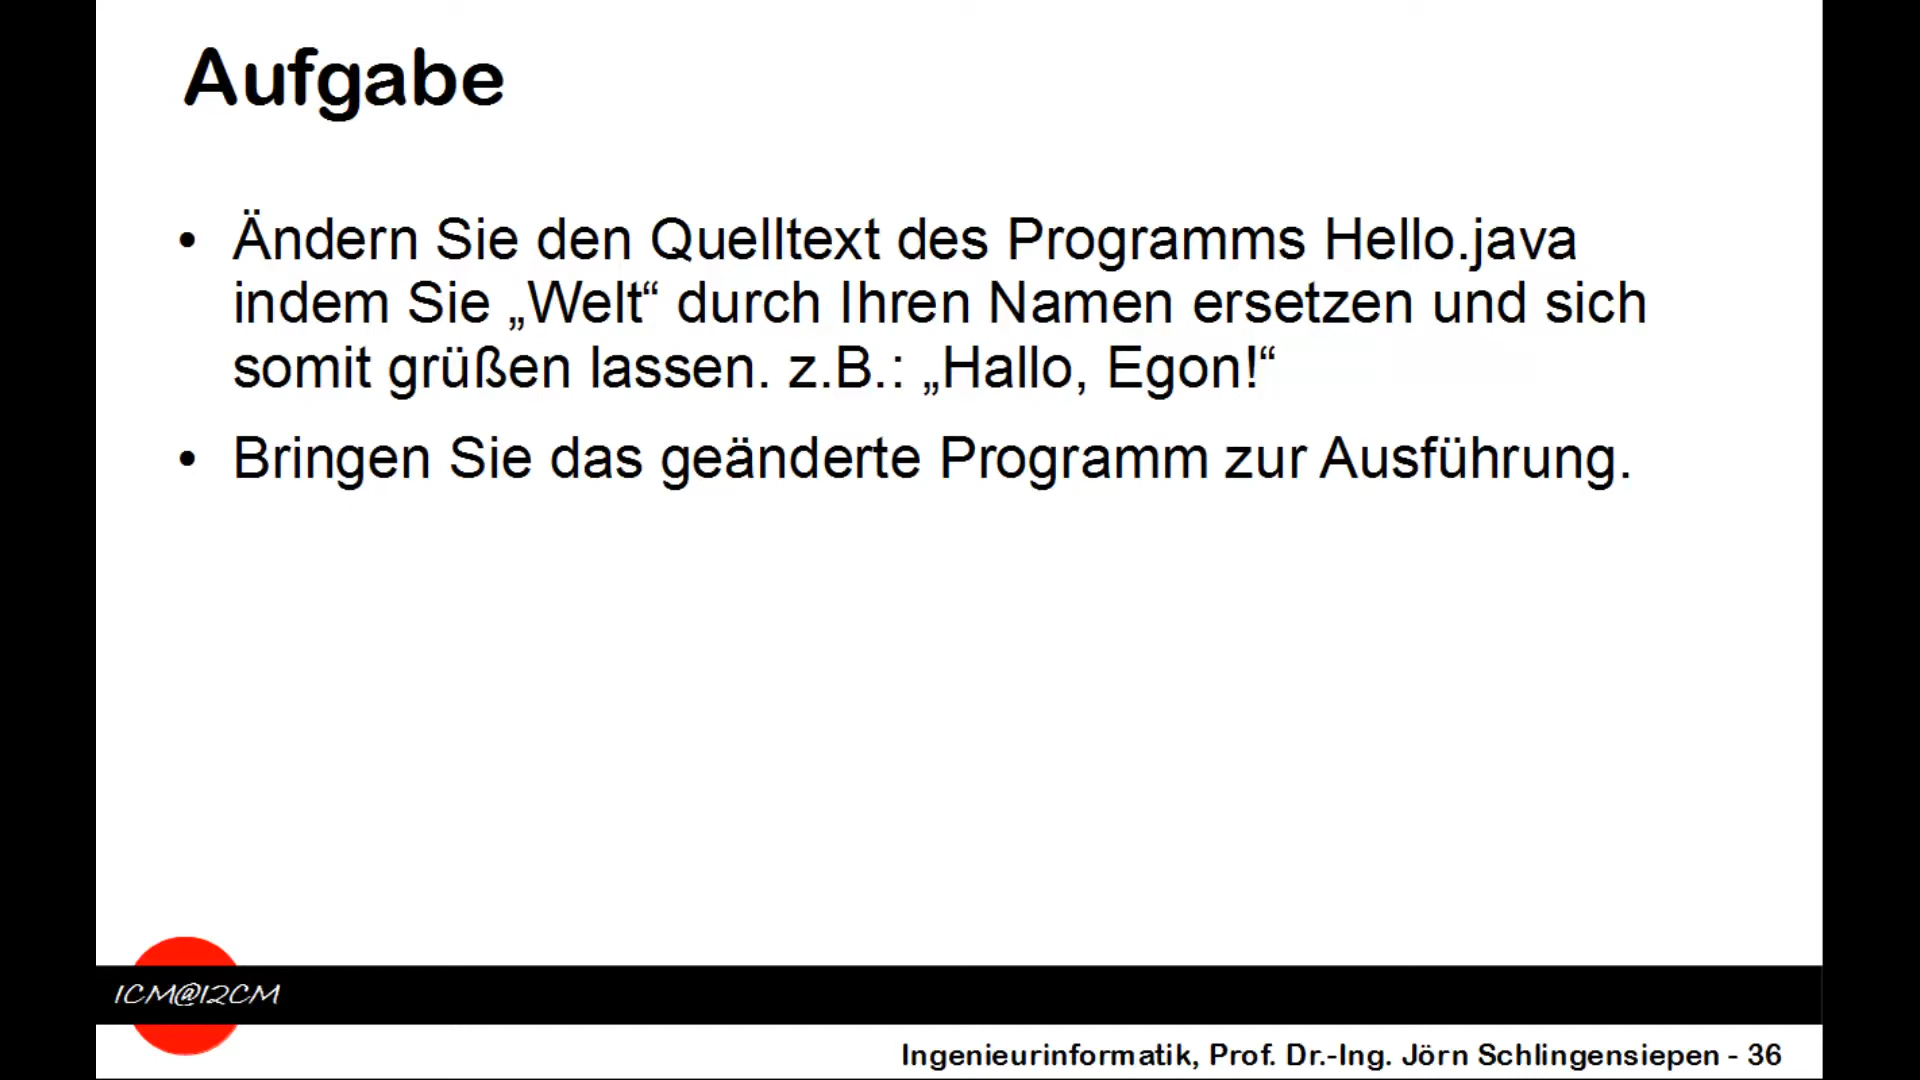 Aufgabe
• Ändern Sie den Quelltext des Programms Hello.java
indem Sie „Welt“ durch Ihren Namen ersetzen und sich
somit grüßen lassen. z.B.: „Hallo, Egon!“
• Bringen Sie das geänderte Programm zur Ausführung.
ICM@I2CM
Ingenieurinformatik, Prof. Dr.-Ing. Jörn Schlingensiepen - 36